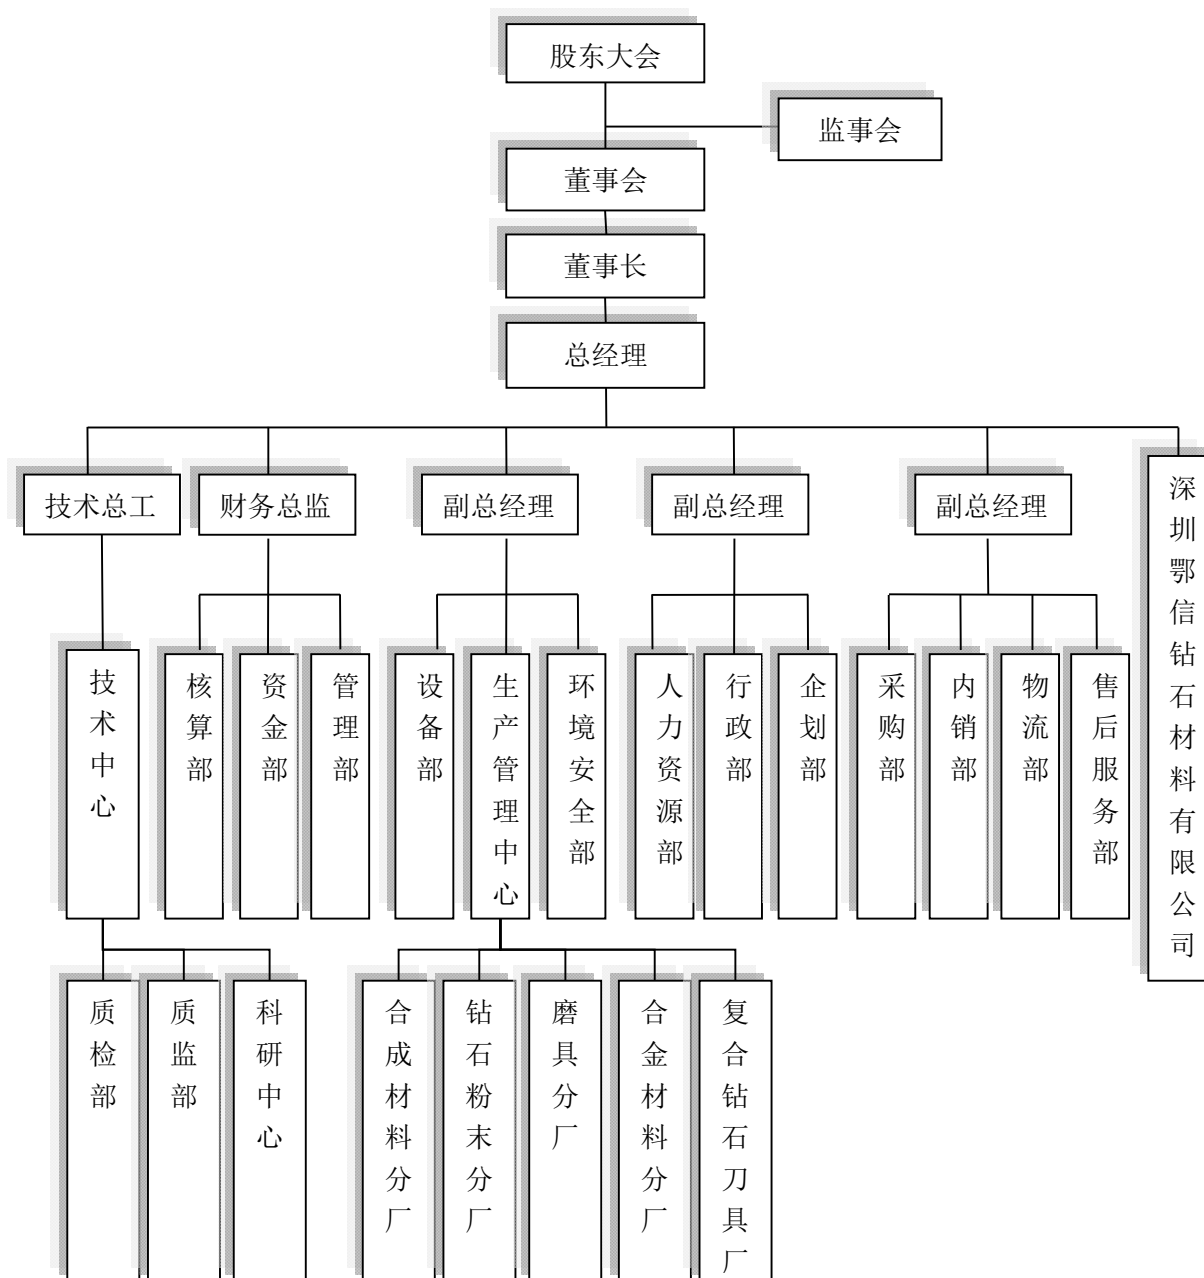 股东大会
监事会
董事会
董事长
总经理
技术总工
财务总监
副总经理
副总经理
副总经理
深圳鄂信钻石材料有限公司
技术中心
核算部
资金部
管理部
设备部
生产管理中心
环境安全部
人力资源部
行政部
企划部
采购部
内销部
物流部
售后服务部
质检部
质监部
科研中心
合成材料分厂
钻石粉末分厂
磨具分厂
合金材料分厂
复合钻石刀具厂